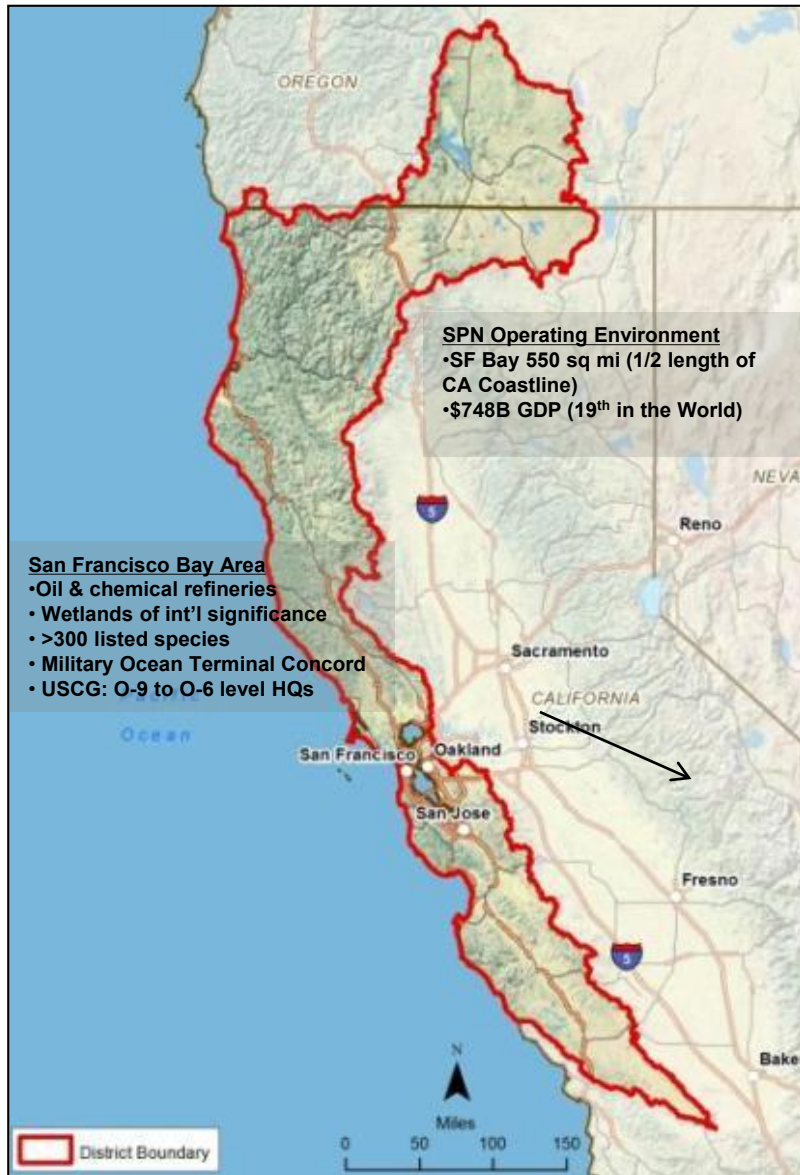 OREGON
SPN Operating Environment
•SF Bay 550 sq mi (1/2 length of
CA Coastline)
•$748B GDP (19th in the World)
NEVA
5
Reno
San Francisco Bay Area
•Oil & chemical refineries
• Wetlands of int'l significance
• >300 listed species
• Military Ocean Terminal Concord
• USCG: O-9 to O-6 level HQs
Pacific
Ocean
Sacramento
CALIFORNIA
Stockton
San Francisco
Oakland
San Jose
Fresno
5
Bake
N
Miles
0 50 100 150
District Boundary